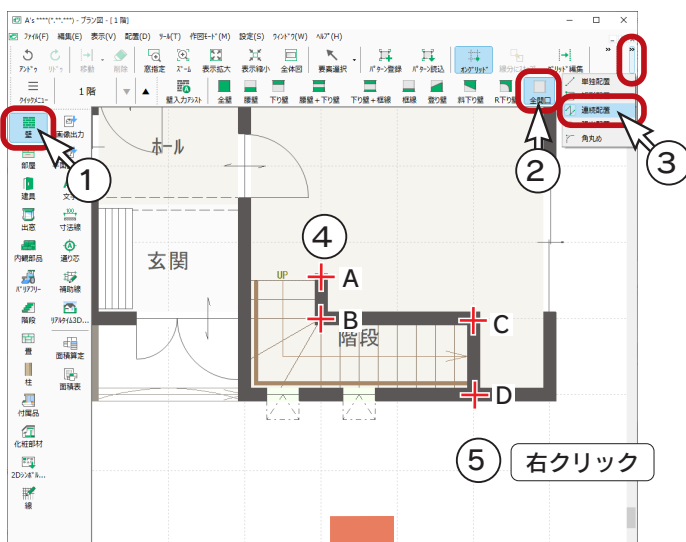 A's ****(*.**.***) - プラン図 - [1 階]
ファイル(F) 編集(E) 表示(V) 配置(D) ツール(T) 作図モード(M) 設定(S) ウィンドウ(W) ヘルプ(H)
アンドゥ リドゥ 移動 削除 窓指定 ズーム 表示拡大 表示縮小 全体図 要素選択 パターン登録 パターン読込 オングリッド 線分に グリッド編集 » »
クイックメニュー 1 階 壁入力アシスト 全壁 腰壁 下り壁 腰壁+下り壁 下り壁+框線 框線 登り壁 斜下り壁 R下り壁 全開口
単独配置
連続配置
角丸め
壁 画像出力
部屋
建具 文字
出窓 寸法線
内観部品 通り芯
バリアフリー 補助線
階段 リアルタイム3D...
畳 面積算定
柱 面積表
付属品
化粧部材
2Dシンボル...
線
ホール
玄関
UP
階段
①
②
③
④
A
B
C
D
⑤ 右クリック